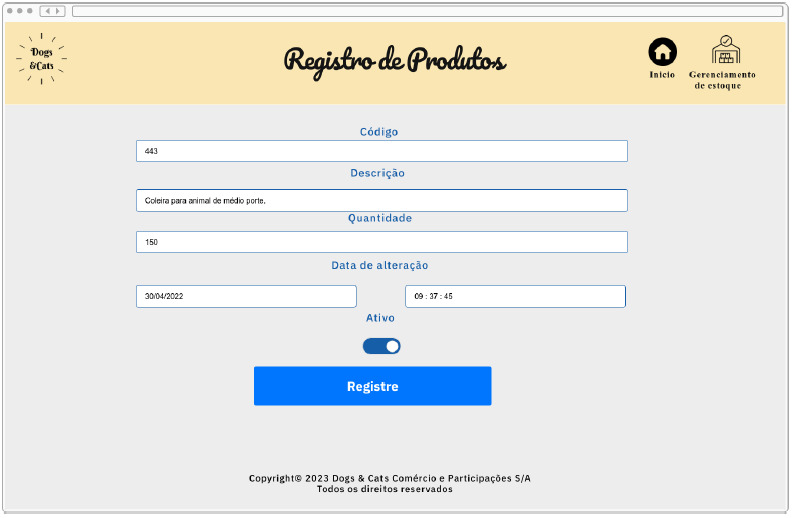 Dogs
&Cats
Registro de Produtos
Início
Gerenciamento
de estoque
Código
443
Descrição
Coleira para animal de médio porte.
Quantidade
150
Data de alteração
30/04/2022
09 : 37 : 45
Ativo
Registre
Copyright© 2023 Dogs & Cats Comércio e Participações S/A
Todos os direitos reservados